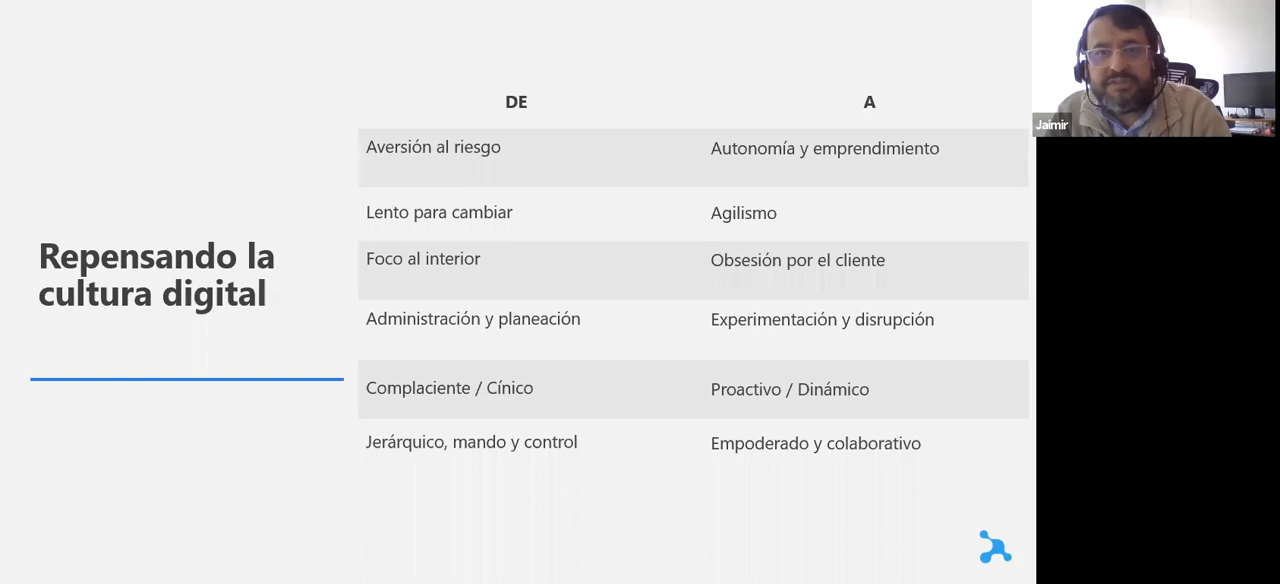 DE A
Aversión al riesgo Autonomía y emprendimiento
Lento para cambiar Agilismo
Repensando la
cultura digital
Foco al interior Obsesión por el cliente
Administración y planeación Experimentación y disrupción
Complaciente / Cínico Proactivo / Dinámico
Jerárquico, mando y control Empoderado y colaborativo
Jaimir